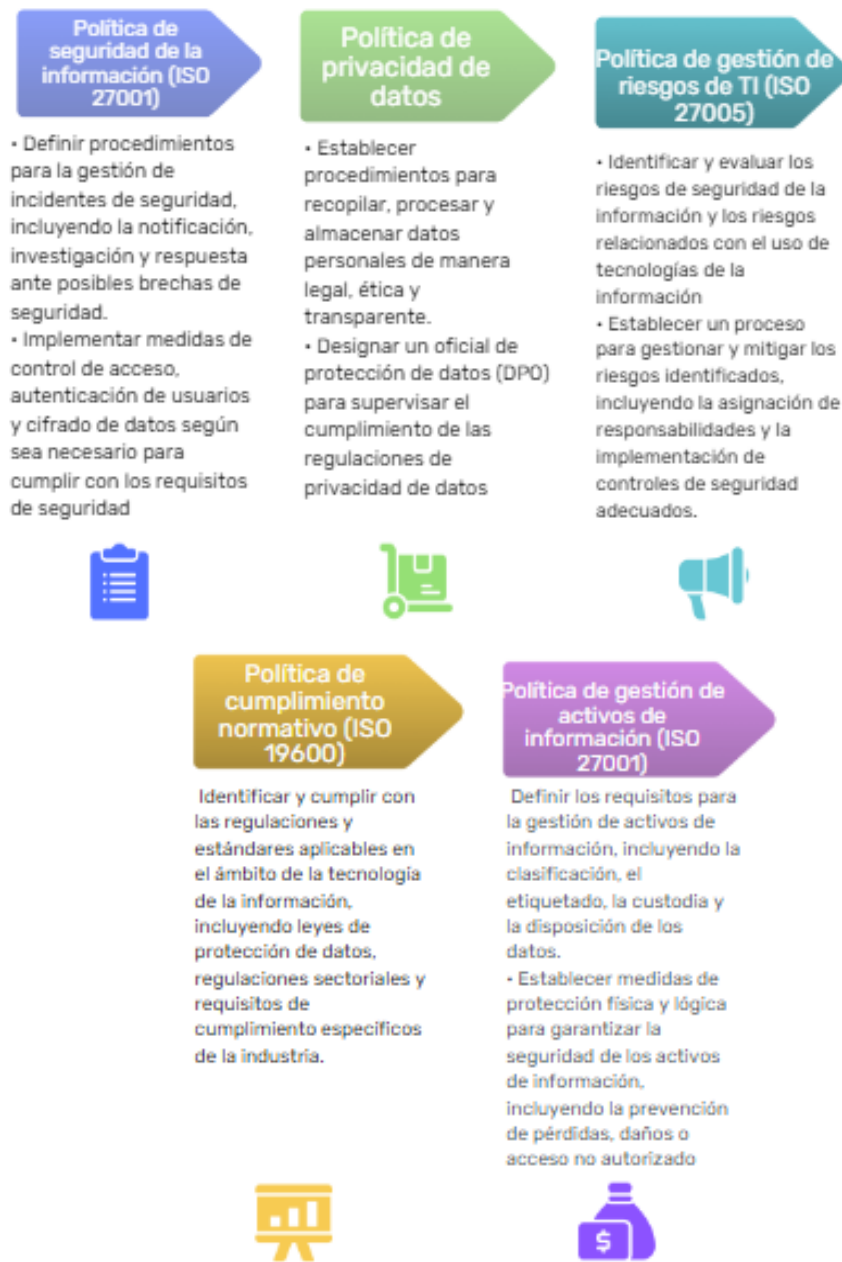 Política de
seguridad de la
información (ISO
27001)
• Definir procedimientos
para la gestión de
incidentes de seguridad,
incluyendo la notificación,
investigación y respuesta
ante posibles brechas de
seguridad.
• Implementar medidas de
control de acceso,
autenticación de usuarios
y cifrado de datos según
sea necesario para
cumplir con los requisitos
de seguridad
Política de
privacidad de
datos
• Establecer
procedimientos para
recopilar, procesar y
almacenar datos
personales de manera
legal, ética y
transparente.
• Designar un oficial de
protección de datos (DPO)
para supervisar el
cumplimiento de las
regulaciones de
privacidad de datos
Política de gestión de
riesgos de TI (ISO
27005)
• Identificar y evaluar los
riesgos de seguridad de la
información y los riesgos
relacionados con el uso de
tecnologías de la
información
• Establecer un proceso
para gestionar y mitigar los
riesgos identificados,
incluyendo la asignación de
responsabilidades y la
implementación de
controles de seguridad
adecuados.
Política de
cumplimiento
normativo (ISO
19600)
Identificar y cumplir con
las regulaciones y
estándares aplicables en
el ámbito de la tecnología
de la información,
incluyendo leyes de
protección de datos,
regulaciones sectoriales y
requisitos de
cumplimiento específicos
de la industria.
Política de gestión de
activos de
información (ISO
27001)
Definir los requisitos para
la gestión de activos de
información, incluyendo la
clasificación, el
etiquetado, la custodia y
la disposición de los
datos.
- Establecer medidas de
protección física y lógica
para garantizar la
seguridad de los activos
de información,
incluyendo la prevención
de pérdidas, daños o
acceso no autorizado
$